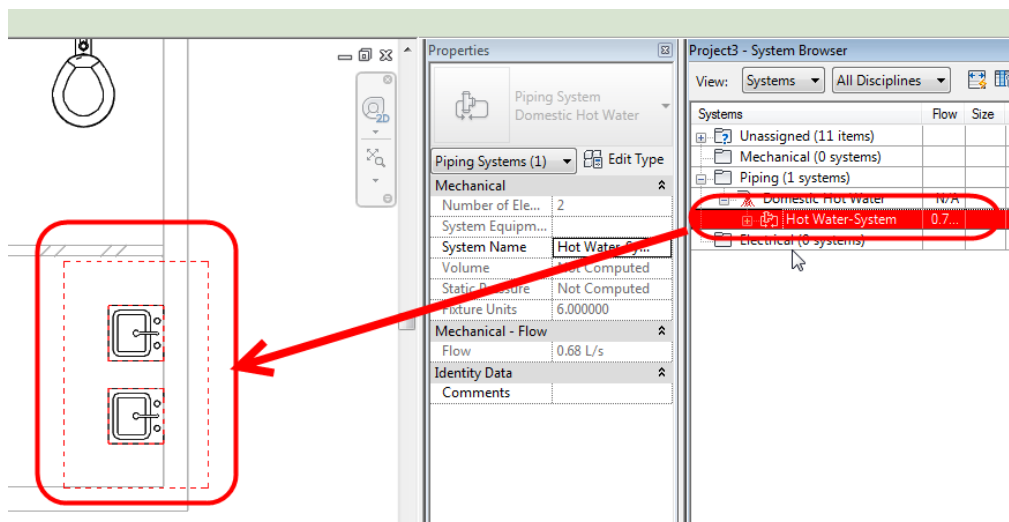 2D
Properties
Piping System
Domestic Hot Water
Piping Systems (1)
Edit Type
Mechanical
Number of Ele... 2
System Equipm...
System Name Hot Water-Sy...
Volume Not Computed
Static Pressure Not Computed
Fixture Units 6.000000
Mechanical - Flow
Flow 0.68 L/s
Identity Data
Comments
Project3 - System Browser
View: Systems All Disciplines
Systems Flow Size
Unassigned (11 items)
Mechanical (0 systems)
Piping (1 systems)
Domestic Hot Water N/A
Hot Water-System 0.7...
Electrical (0 systems)